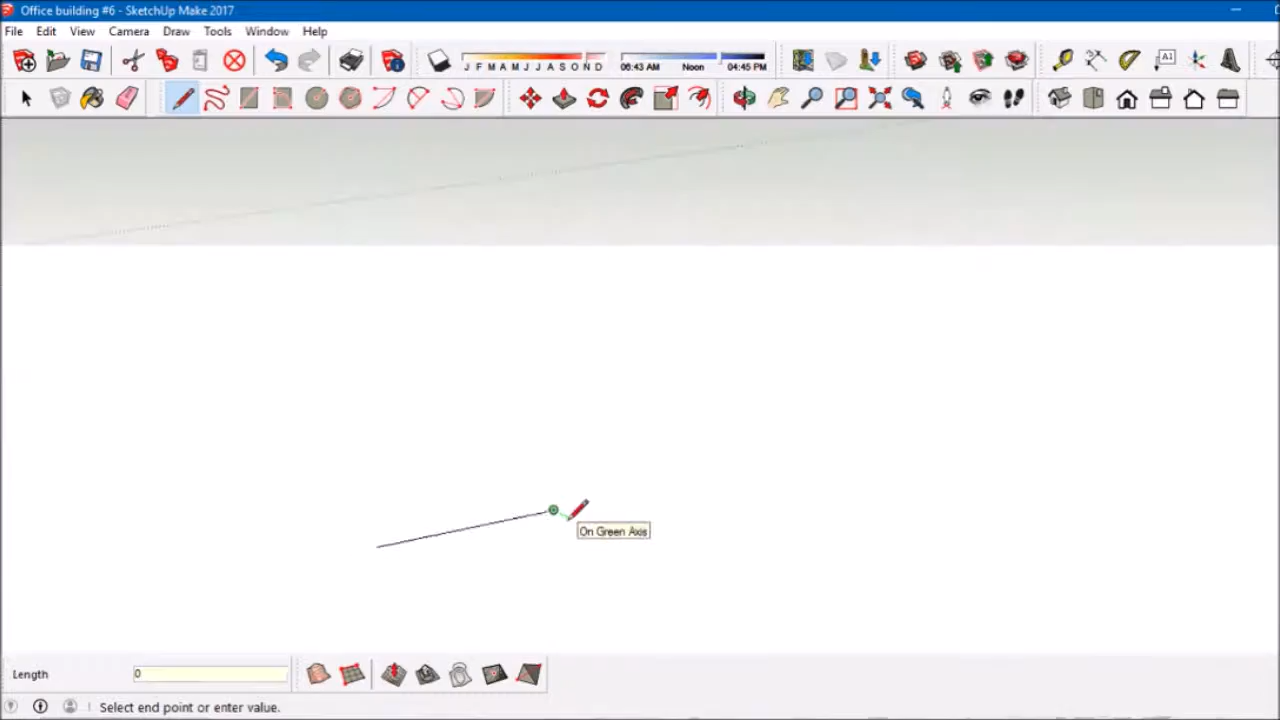 Office building #6 - SketchUp Make 2017
File Edit View Camera Draw Tools Window Help
J F M A M J J A S O N D 06:43 AM Noon 04:45 PM
A1
On Green Axis
Length 0
Select end point or enter value.